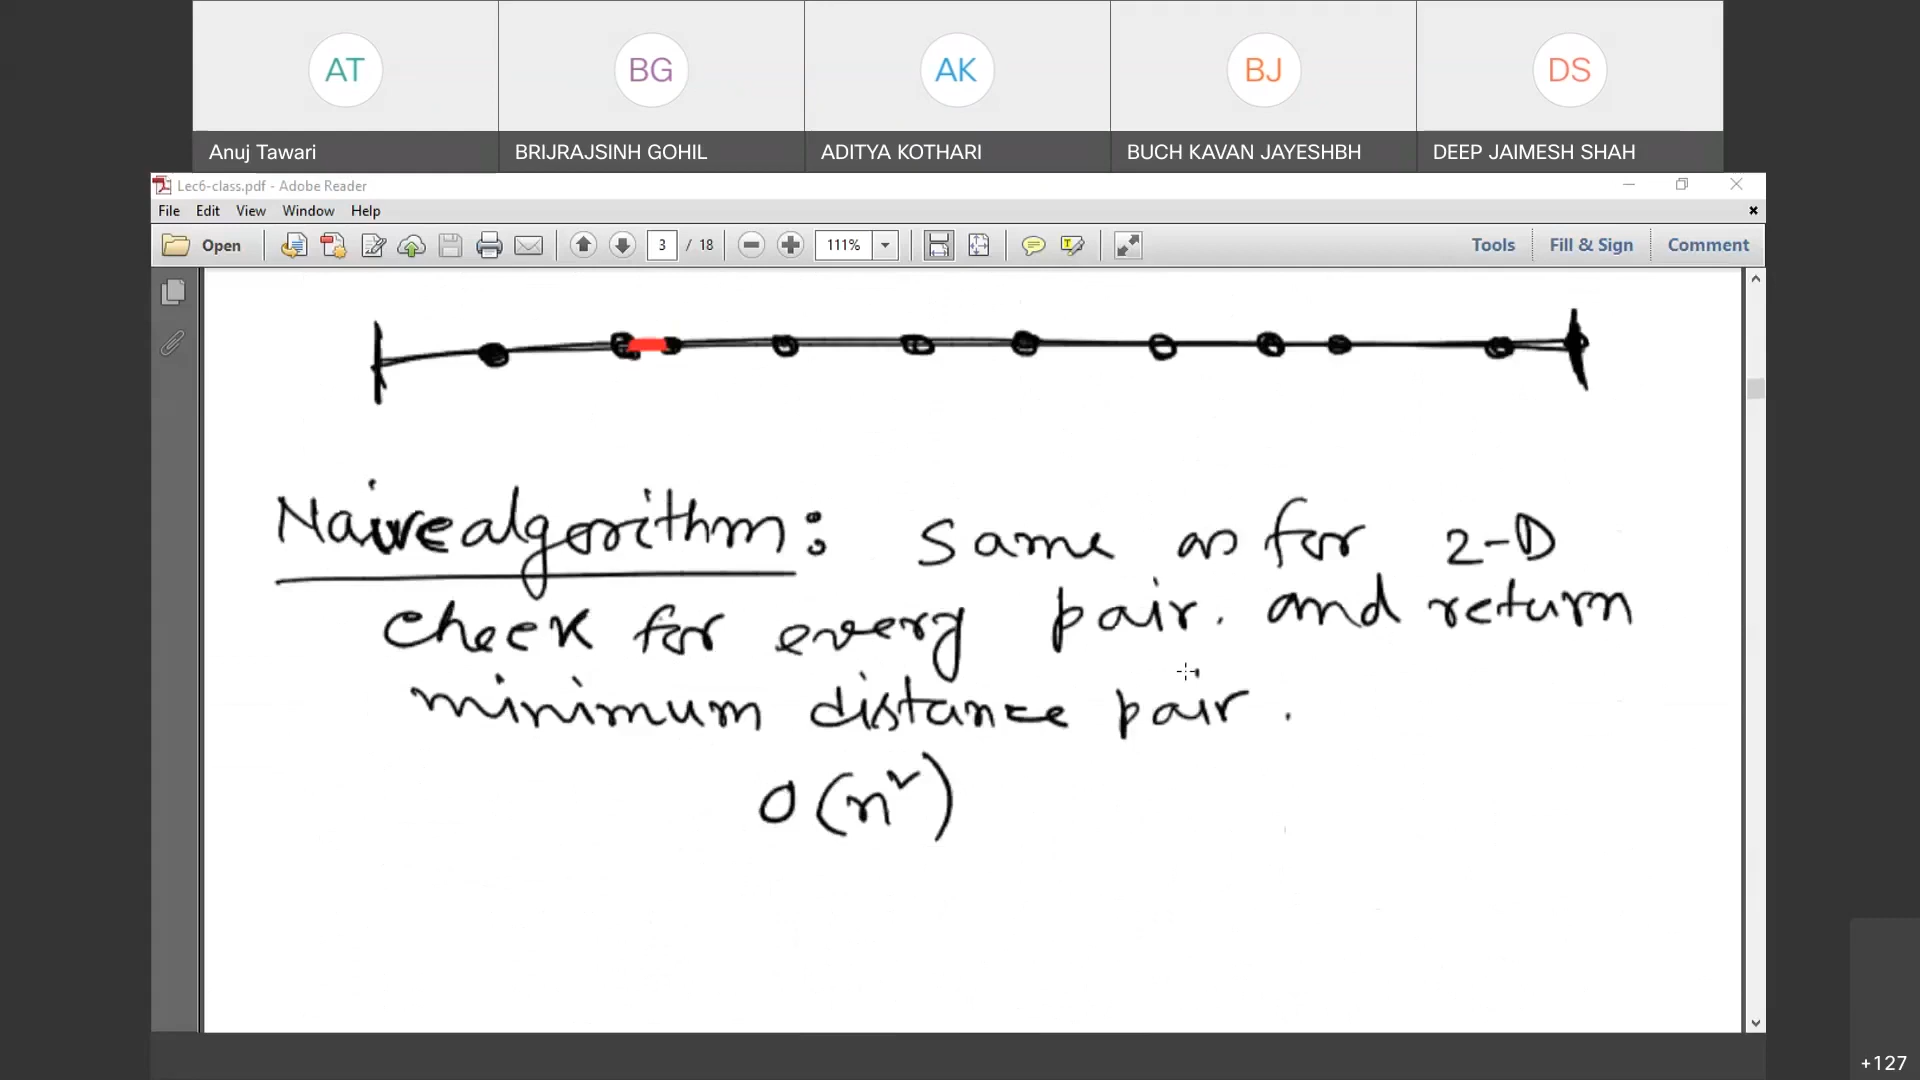 AT BG AK BJ DS
Anuj Tawari BRIJRAJSINH GOHIL ADITYA KOTHARI BUCH KAVAN JAYESHBH DEEP JAIMESH SHAH
Lec6-class.pdf - Adobe Reader
File Edit View Window Help
Open 3 / 18 111% Tools Fill & Sign Comment
Naive algorithm: Same as for 2-D
check for every pair. and return
minimum distance pair.
O(n²)
+127